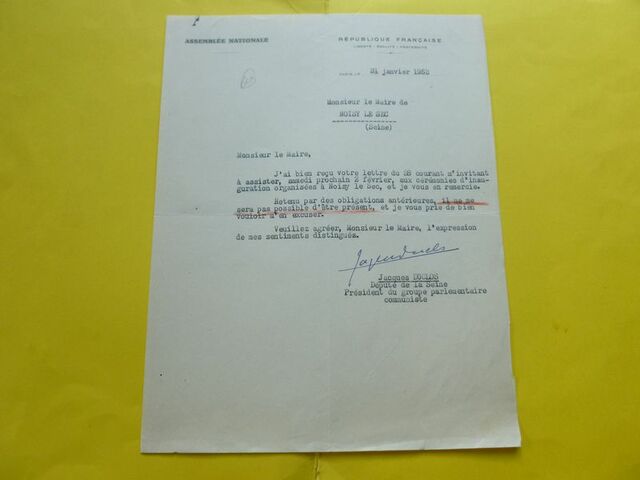 ASSEMBLÉE NATIONALE
RÉPUBLIQUE FRANÇAISE
LIBERTÉ - ÉGALITÉ - FRATERNITÉ
PARIS, LE 31 janvier 1952
Monsieur le Maire de
NOISY LE SEC
(Seine)
Monsieur le Maire,
J'ai bien reçu votre lettre du 28 courant m'invitant
à assister, samedi prochain 2 février, aux cérémonies d'inau-
guration organisées à Noisy le Sec, et je vous en remercie.
Retenu par des obligations antérieures, il ne me
sera pas possible d'être présent, et je vous prie de bien
vouloir m'en excuser.
Veuillez agréer, Monsieur le Maire, l'expression
de mes sentiments distingués.
Jacques DUCLOS
Député de la Seine
Président du groupe parlementaire
communiste